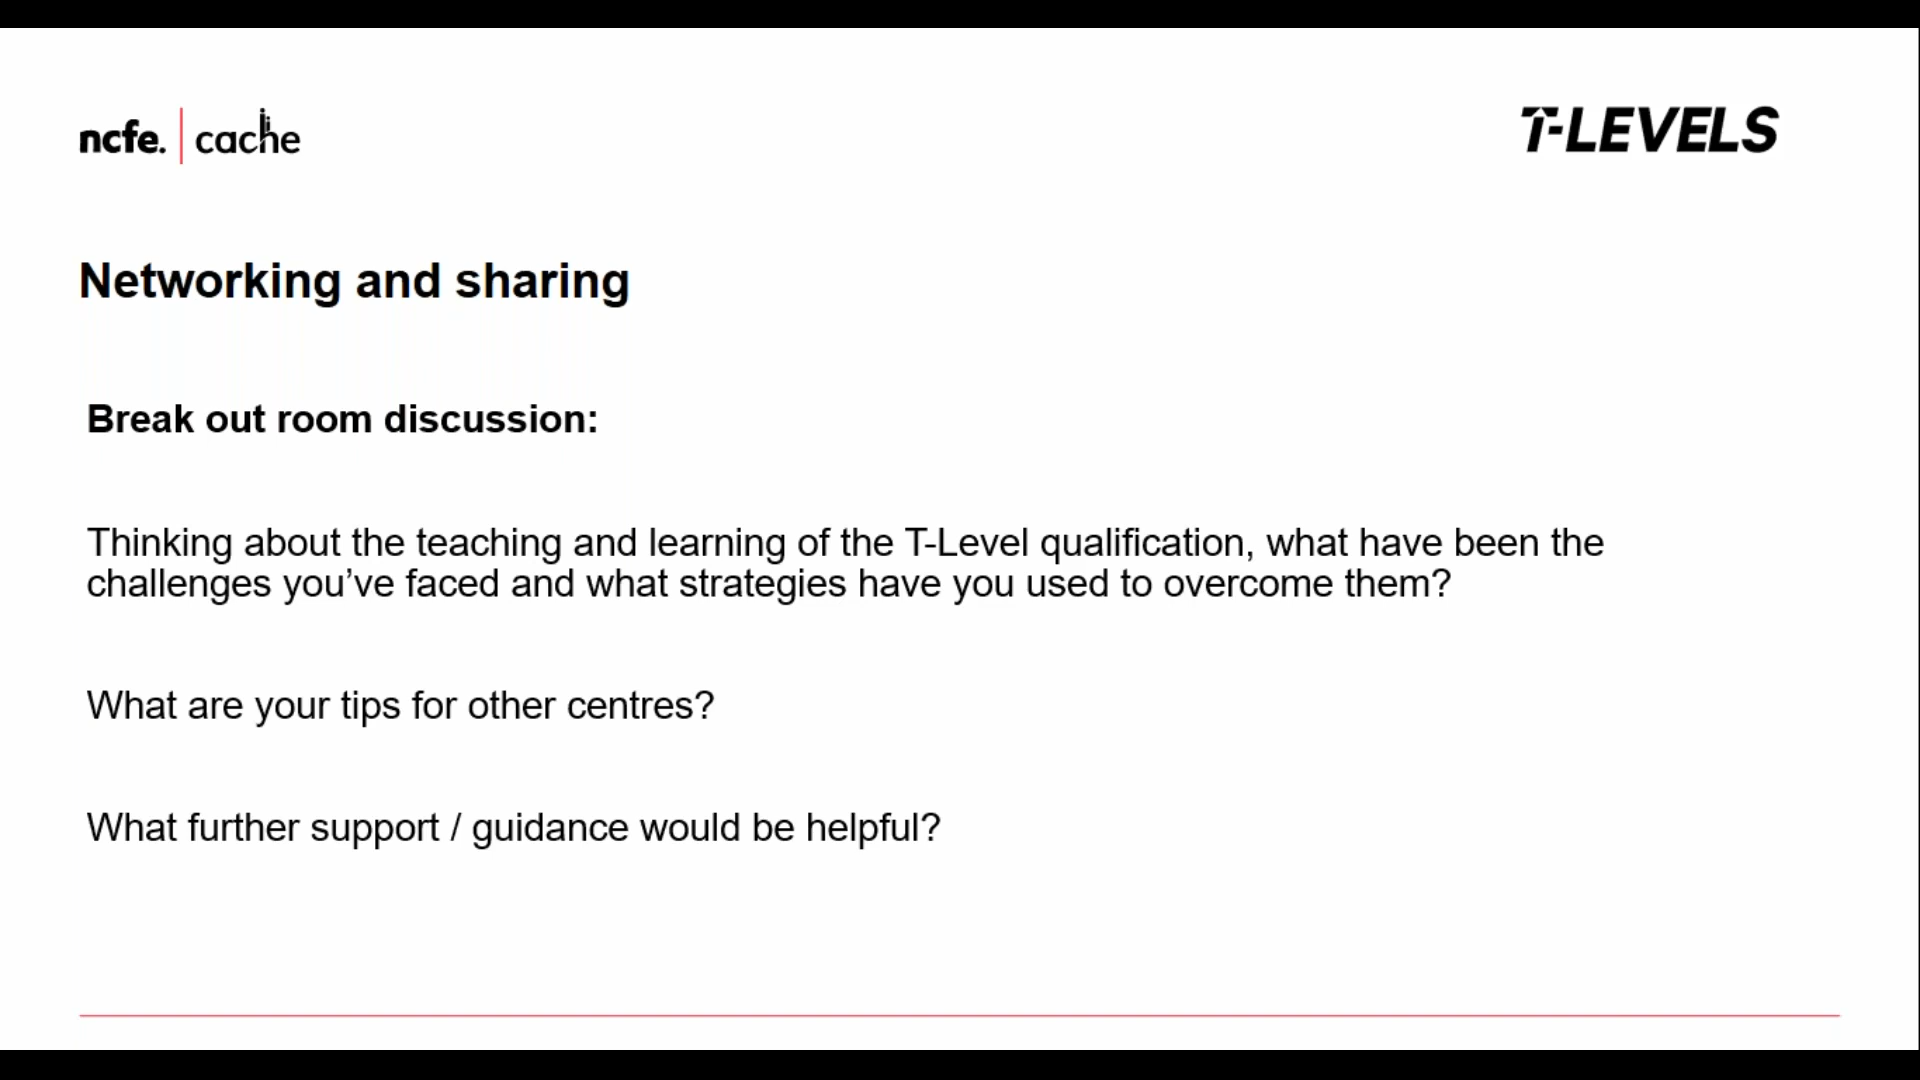 ncfe. cache
T-LEVELS
Networking and sharing
Break out room discussion:
Thinking about the teaching and learning of the T-Level qualification, what have been the
challenges you’ve faced and what strategies have you used to overcome them?
What are your tips for other centres?
What further support / guidance would be helpful?